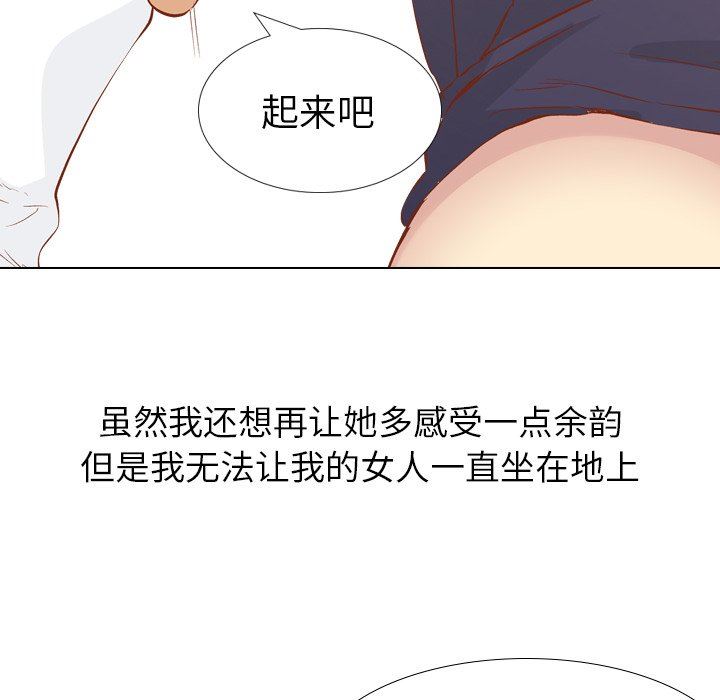 起来吧
虽然我还想再让她多感受一点余韵
但是我无法让我的女人一直坐在地上